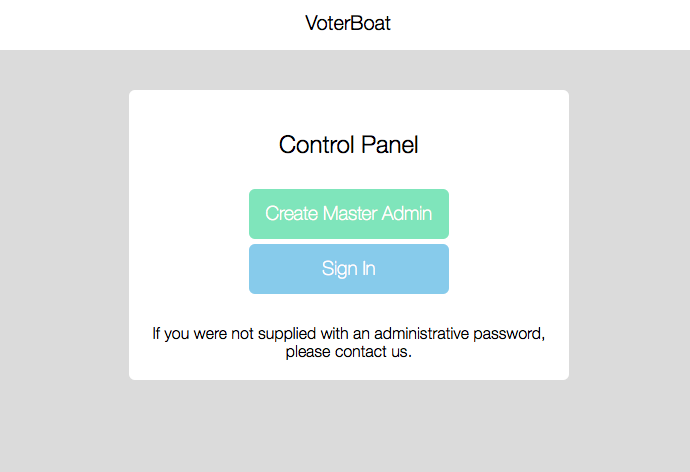 VoterBoat
Control Panel
Create Master Admin
Sign In
If you were not supplied with an administrative password,
please contact us.